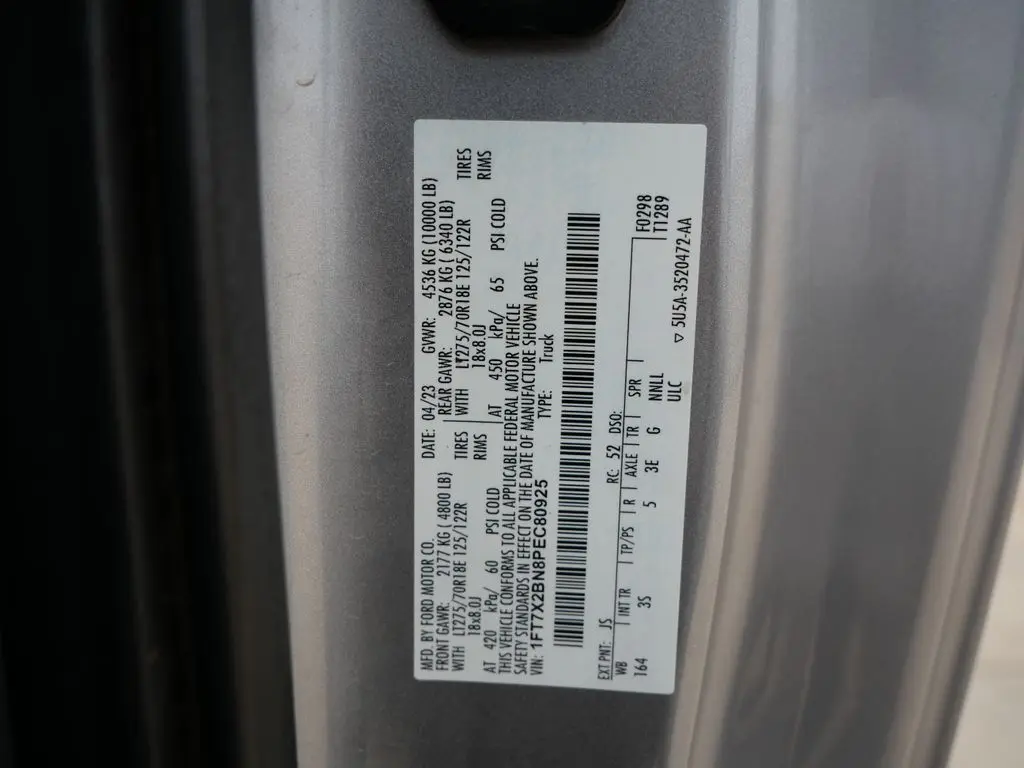 MFD. BY FORD MOTOR CO. DATE: 04/23 GVWR: 4536 KG (10000 LB)
FRONT GAWR: 2177 KG ( 4800 LB) REAR GAWR: 2876 KG ( 6340 LB)
WITH LT275/70R18E 125/122R TIRES WITH LT275/70R18E 125/122R TIRES
18x8.0J RIMS 18x8.0J RIMS
AT 420 kPa/ 60 PSI COLD AT 450 kPa/ 65 PSI COLD
THIS VEHICLE CONFORMS TO ALL APPLICABLE FEDERAL MOTOR VEHICLE
SAFETY STANDARDS IN EFFECT ON THE DATE OF MANUFACTURE SHOWN ABOVE.
VIN: 1FT7X2BN8PEC80925 TYPE: Truck
EXT PNT: JS RC: 52 DSO: F0298
WB INT TR TP/PS R AXLE TR SPR T1289
164 3S 5 3E G NNLL
ULC 5U5A-3520472-AA